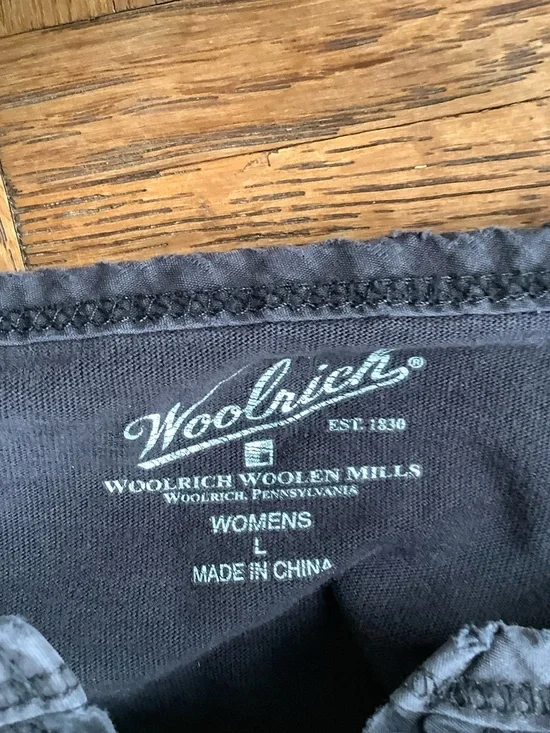 Woolrich®
EST. 1830
WOOLRICH WOOLEN MILLS
WOOLRICH, PENNSYLVANIA
WOMENS
L
MADE IN CHINA